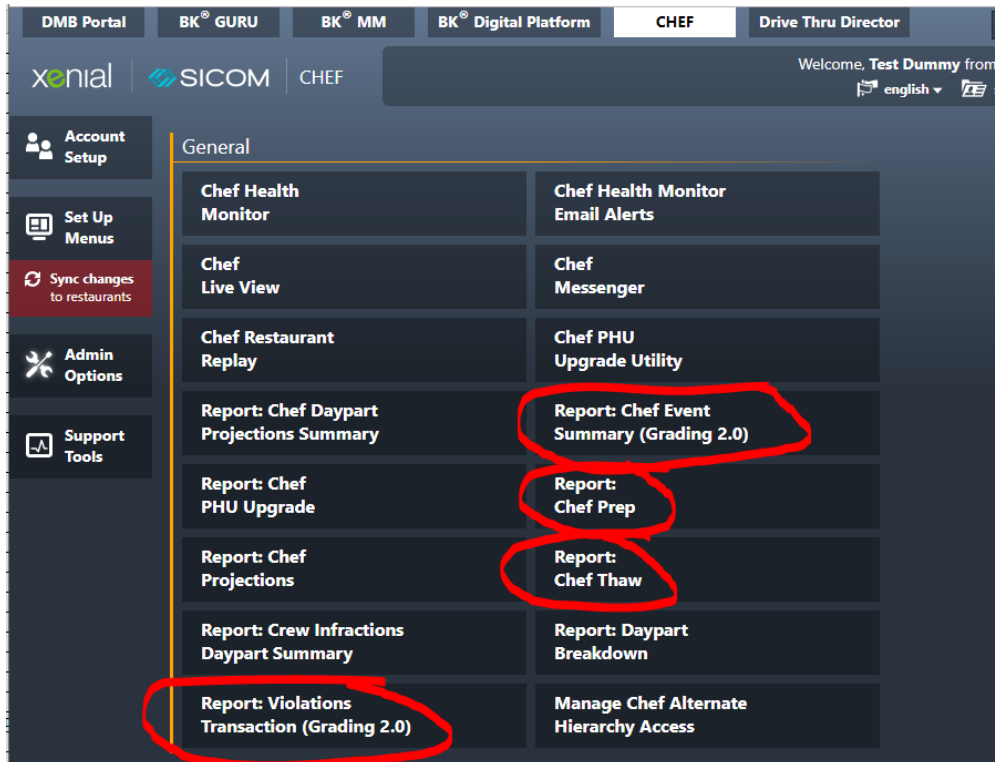 DMB Portal BK® GURU BK® MM BK® Digital Platform CHEF Drive Thru Director
xenial SICOM CHEF
Welcome, Test Dummy from
english
Account
Setup
Set Up
Menus
Sync changes
to restaurants
Admin
Options
Support
Tools
General
Chef Health
Monitor
Chef Health Monitor
Email Alerts
Chef
Live View
Chef
Messenger
Chef Restaurant
Replay
Chef PHU
Upgrade Utility
Report: Chef Daypart
Projections Summary
Report: Chef Event
Summary (Grading 2.0)
Report: Chef
PHU Upgrade
Report:
Chef Prep
Report: Chef
Projections
Report:
Chef Thaw
Report: Crew Infractions
Daypart Summary
Report: Daypart
Breakdown
Report: Violations
Transaction (Grading 2.0)
Manage Chef Alternate
Hierarchy Access